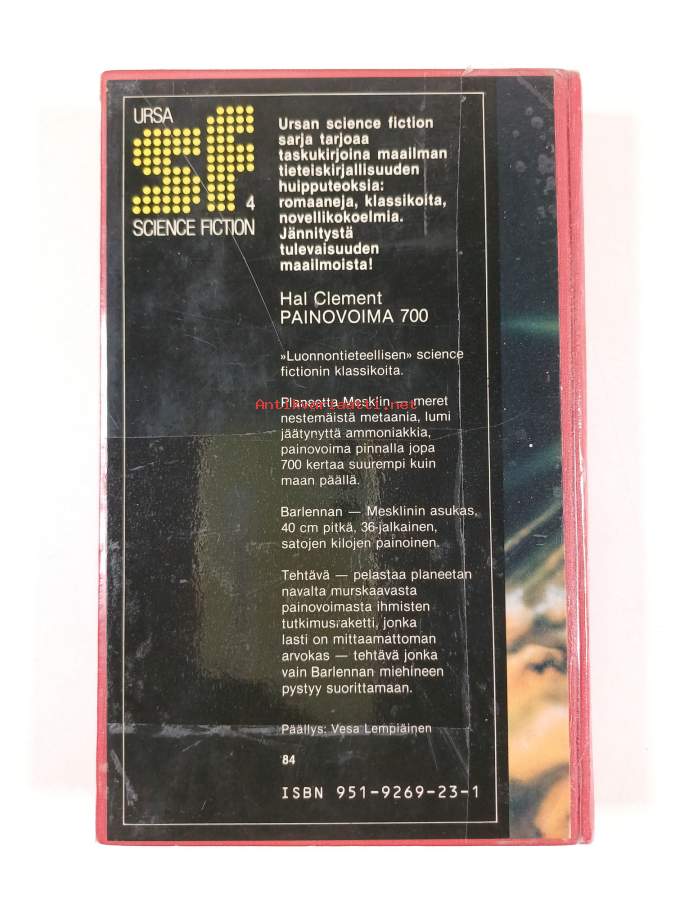 URSA
sf
4
SCIENCE FICTION
Ursan science fiction
sarja tarjoaa
taskukirjoina maailman
tieteiskirjallisuuden
huipputeoksia:
romaaneja, klassikoita,
novellikokoelmia.
Jännitystä
tulevaisuuden
maailmoista!
Hal Clement
PAINOVOIMA 700
»Luonnontieteellisen» science
fictionin klassikoita.
Planeetta Mesklin — meret
Antikvariaatti.net
nestemäistä metaania, lumi
jäätynyttä ammoniakkia,
painovoima pinnalla jopa
700 kertaa suurempi kuin
maan päällä.
Barlennan — Mesklinin asukas,
40 cm pitkä, 36-jalkainen,
satojen kilojen painoinen.
Tehtävä — pelastaa planeetan
navalta murskaavasta
painovoimasta ihmisten
tutkimusraketti, jonka
lasti on mittaamattoman
arvokas — tehtävä jonka
vain Barlennan miehineen
pystyy suorittamaan.
Päällys: Vesa Lempiäinen
84
ISBN 951-9269-23-1